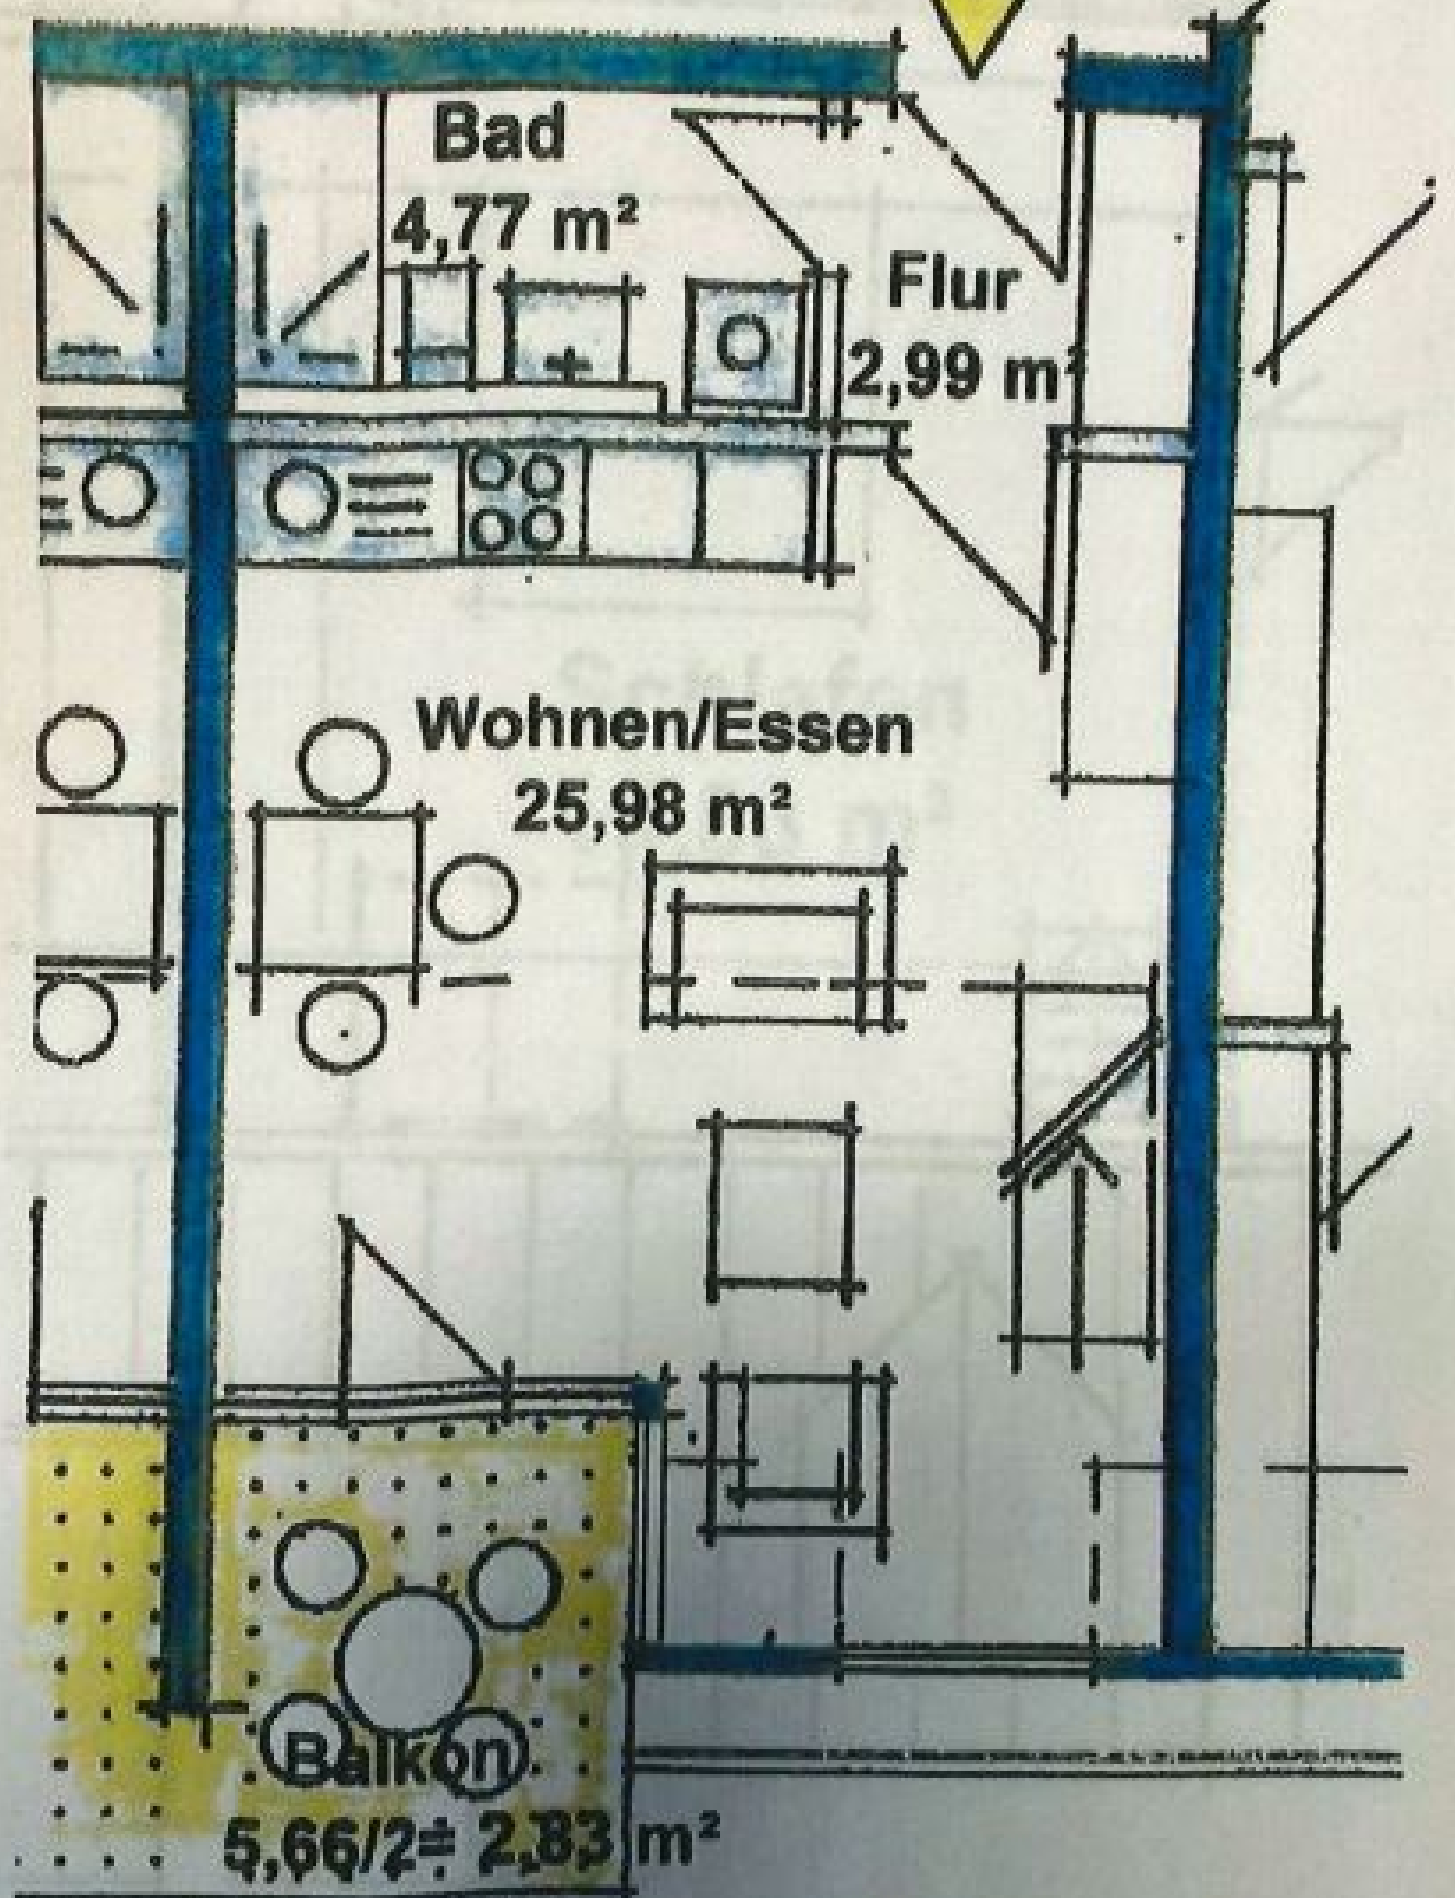 Bad
4,77 m²
Flur
2,99 m²
Wohnen/Essen
25,98 m²
Balkon
5,66/2= 2,83 m²